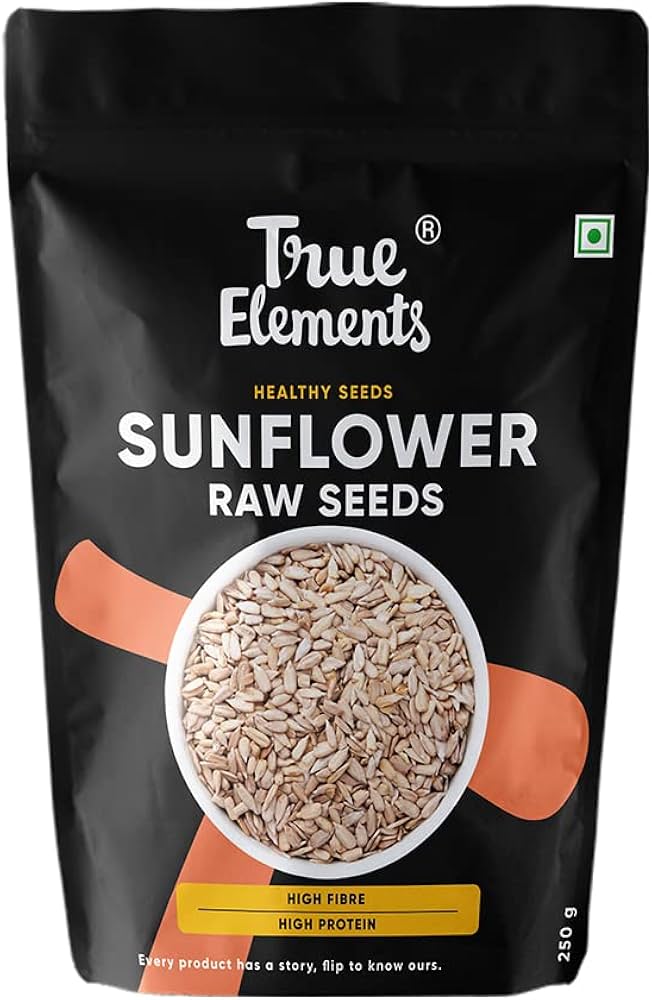 True ®
Elements
HEALTHY SEEDS
SUNFLOWER
RAW SEEDS
HIGH FIBRE
HIGH PROTEIN
Every product has a story, flip to know ours.
250 g